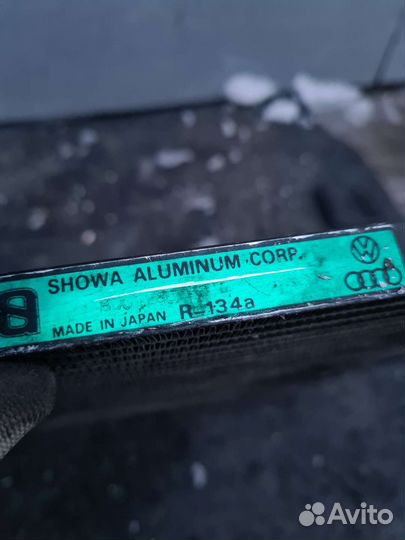 SHOWA ALUMINUM CORP.
MADE IN JAPAN R-134a
Avito